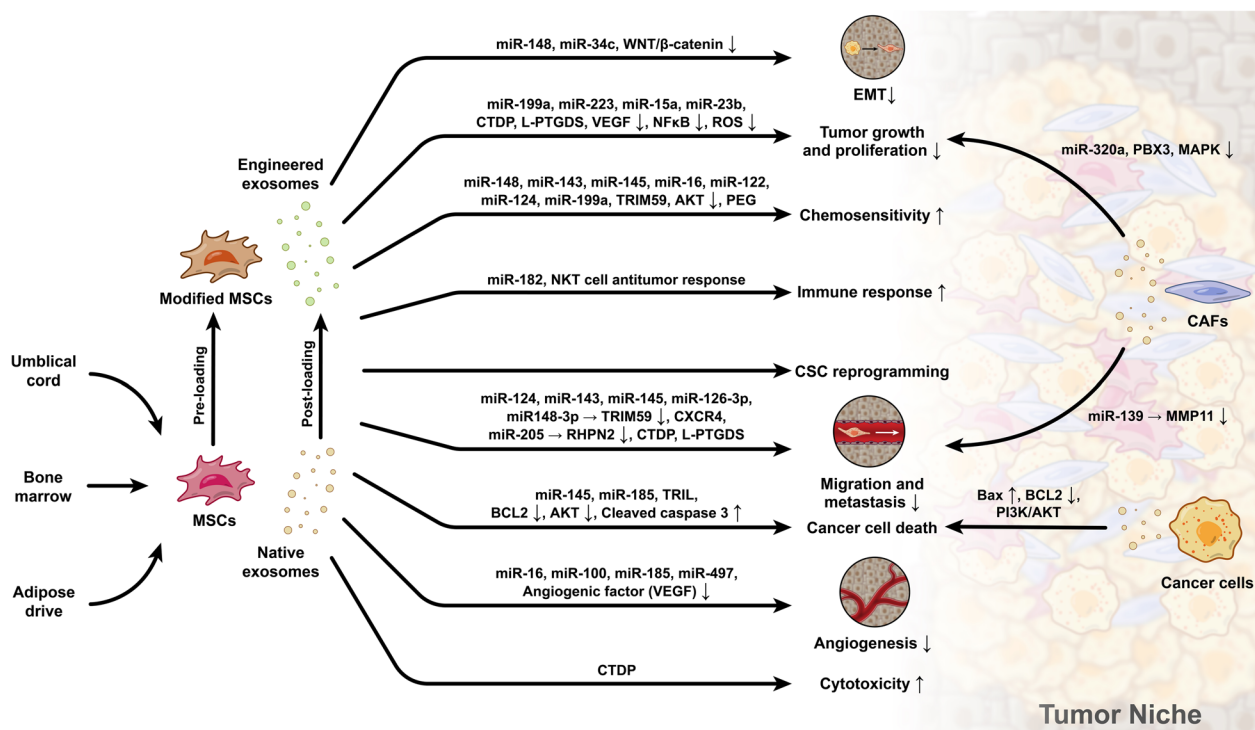 miR-148, miR-34c, WNT/β-catenin ↓
EMT↓
miR-199a, miR-223, miR-15a, miR-23b,
CTDP, L-PTGDS, VEGF ↓, NFκB ↓, ROS ↓
Tumor growth
and proliferation ↓
miR-320a, PBX3, MAPK ↓
Engineered
exosomes
miR-148, miR-143, miR-145, miR-16, miR-122,
miR-124, miR-199a, TRIM59, AKT ↓, PEG
Chemosensitivity ↑
Modified MSCs
miR-182, NKT cell antitumor response
Immune response ↑
CAFs
Umblical
cord
Pre-loading
Post-loading
CSC reprogramming
miR-124, miR-143, miR-145, miR-126-3p,
miR148-3p → TRIM59 ↓, CXCR4,
miR-205 → RHPN2 ↓, CTDP, L-PTGDS
miR-139 → MMP11 ↓
Migration and
metastasis ↓
Bone
marrow
MSCs
miR-145, miR-185, TRIL,
BCL2 ↓, AKT ↓, Cleaved caspase 3 ↑
Cancer cell death
Bax ↑, BCL2 ↓,
PI3K/AKT
Cancer cells
Native
exosomes
Adipose
drive
miR-16, miR-100, miR-185, miR-497,
Angiogenic factor (VEGF) ↓
Angiogenesis ↓
CTDP
Cytotoxicity ↑
Tumor Niche